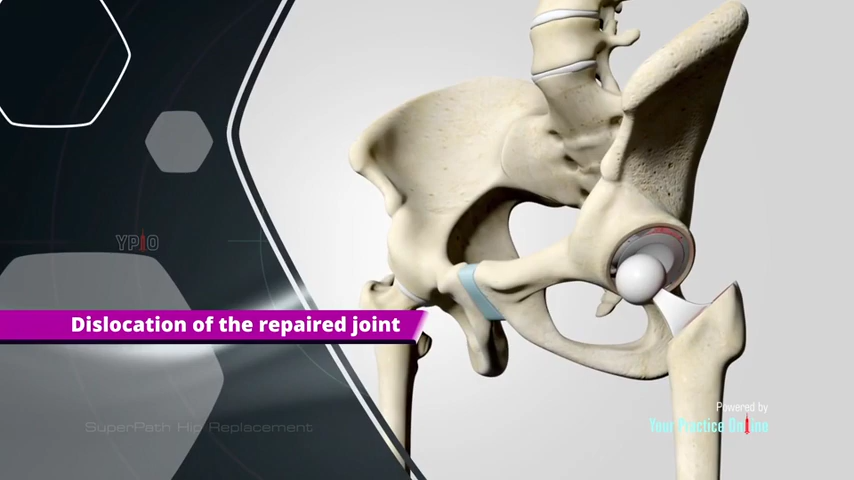 YPO
Dislocation of the repaired joint
SuperPath Hip Replacement
Powered by
Your Practice Online